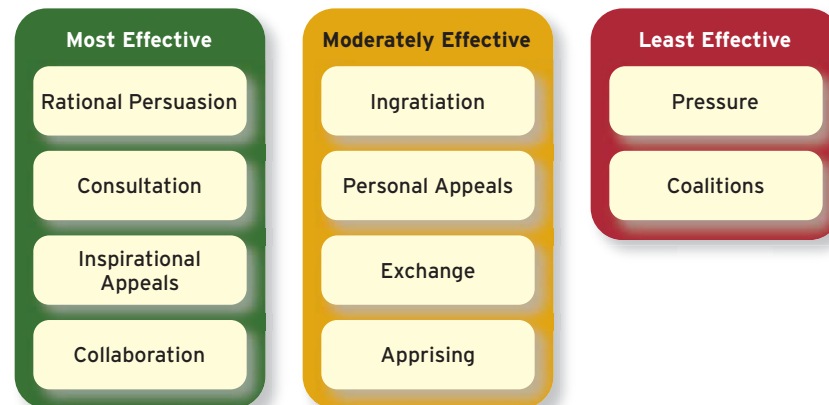 Most Effective
Rational Persuasion
Consultation
Inspirational
Appeals
Collaboration
Moderately Effective
Ingratiation
Personal Appeals
Exchange
Apprising
Least Effective
Pressure
Coalitions